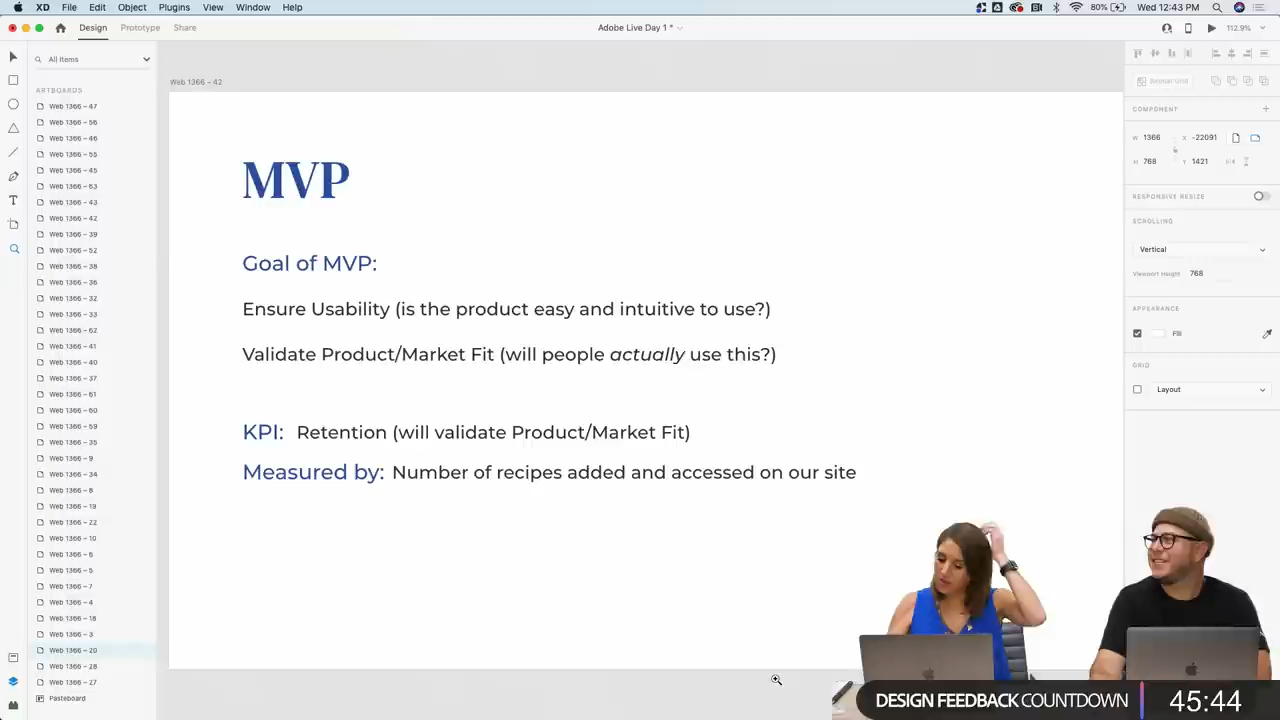 XD File Edit Object Plugins View Window Help
80% Wed 12:43 PM
Design Prototype Share
Adobe Live Day 1 *
112.9%
All Items
ARTBOARDS
Web 1366 – 47
Web 1366 – 56
Web 1366 – 46
Web 1366 – 55
Web 1366 – 45
Web 1366 – 63
Web 1366 – 43
Web 1366 – 42
Web 1366 – 39
Web 1366 – 52
Web 1366 – 38
Web 1366 – 36
Web 1366 – 32
Web 1366 – 33
Web 1366 – 62
Web 1366 – 41
Web 1366 – 40
Web 1366 – 37
Web 1366 – 61
Web 1366 – 60
Web 1366 – 59
Web 1366 – 35
Web 1366 – 9
Web 1366 – 34
Web 1366 – 8
Web 1366 – 19
Web 1366 – 22
Web 1366 – 10
Web 1366 – 6
Web 1366 – 5
Web 1366 – 7
Web 1366 – 4
Web 1366 – 18
Web 1366 – 3
Web 1366 – 20
Web 1366 – 28
Web 1366 – 27
Pasteboard
Web 1366 – 42
MVP
Goal of MVP:
Ensure Usability (is the product easy and intuitive to use?)
Validate Product/Market Fit (will people actually use this?)
KPI: Retention (will validate Product/Market Fit)
Measured by: Number of recipes added and accessed on our site
Repeat Grid
COMPONENT
W 1366 X -22091
H 768 Y 1421
RESPONSIVE RESIZE
SCROLLING
Vertical
Viewport Height 768
APPEARANCE
Fill
GRID
Layout
DESIGN FEEDBACK COUNTDOWN 45:44